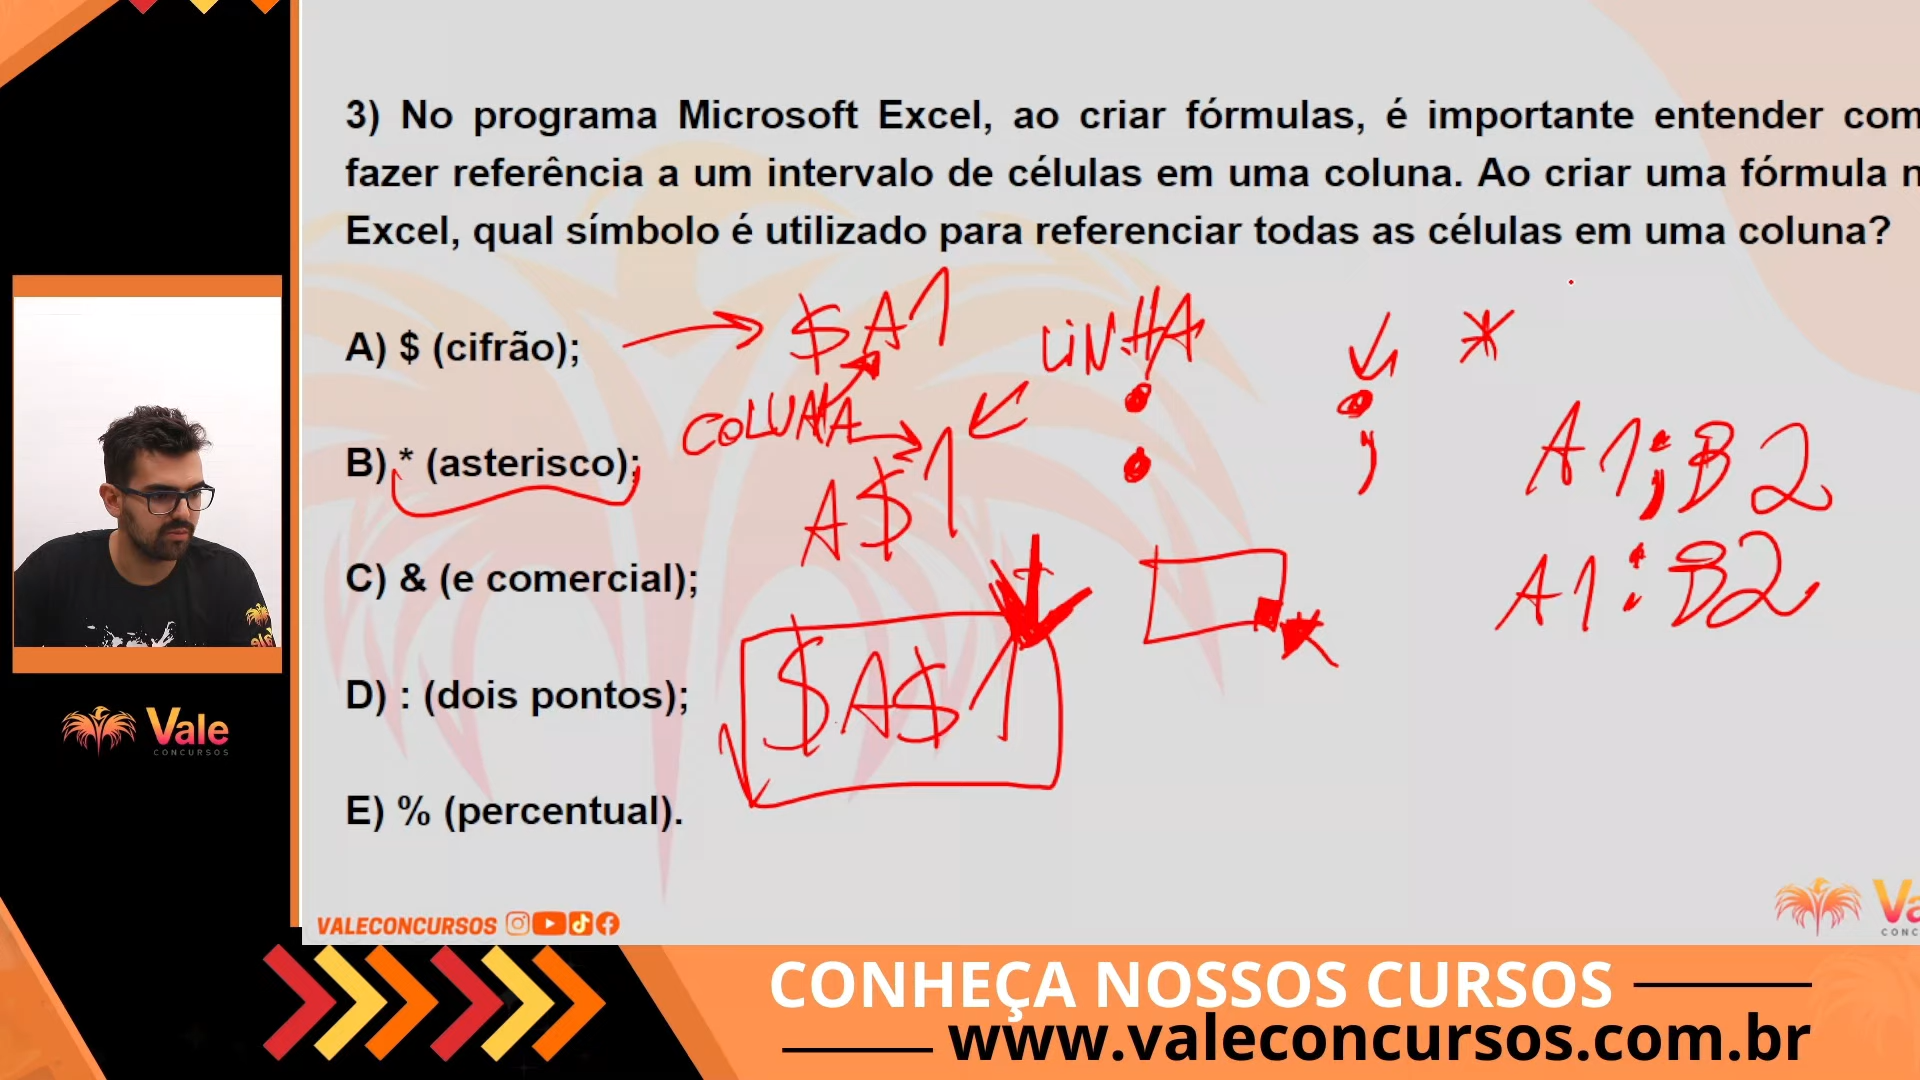 3) No programa Microsoft Excel, ao criar fórmulas, é importante entender com
fazer referência a um intervalo de células em uma coluna. Ao criar uma fórmula n
Excel, qual símbolo é utilizado para referenciar todas as células em uma coluna?
A) $ (cifrão);
$A1
LINHA
*
COLUNA
B) * (asterisco);
A$1
:
;
A1;B2
C) & (e comercial);
A1:B2
D) : (dois pontos);
$A$1
E) % (percentual).
Vale
CONCURSOS
VALECONCURSOS
Va
CONC
CONHEÇA NOSSOS CURSOS
www.valeconcursos.com.br